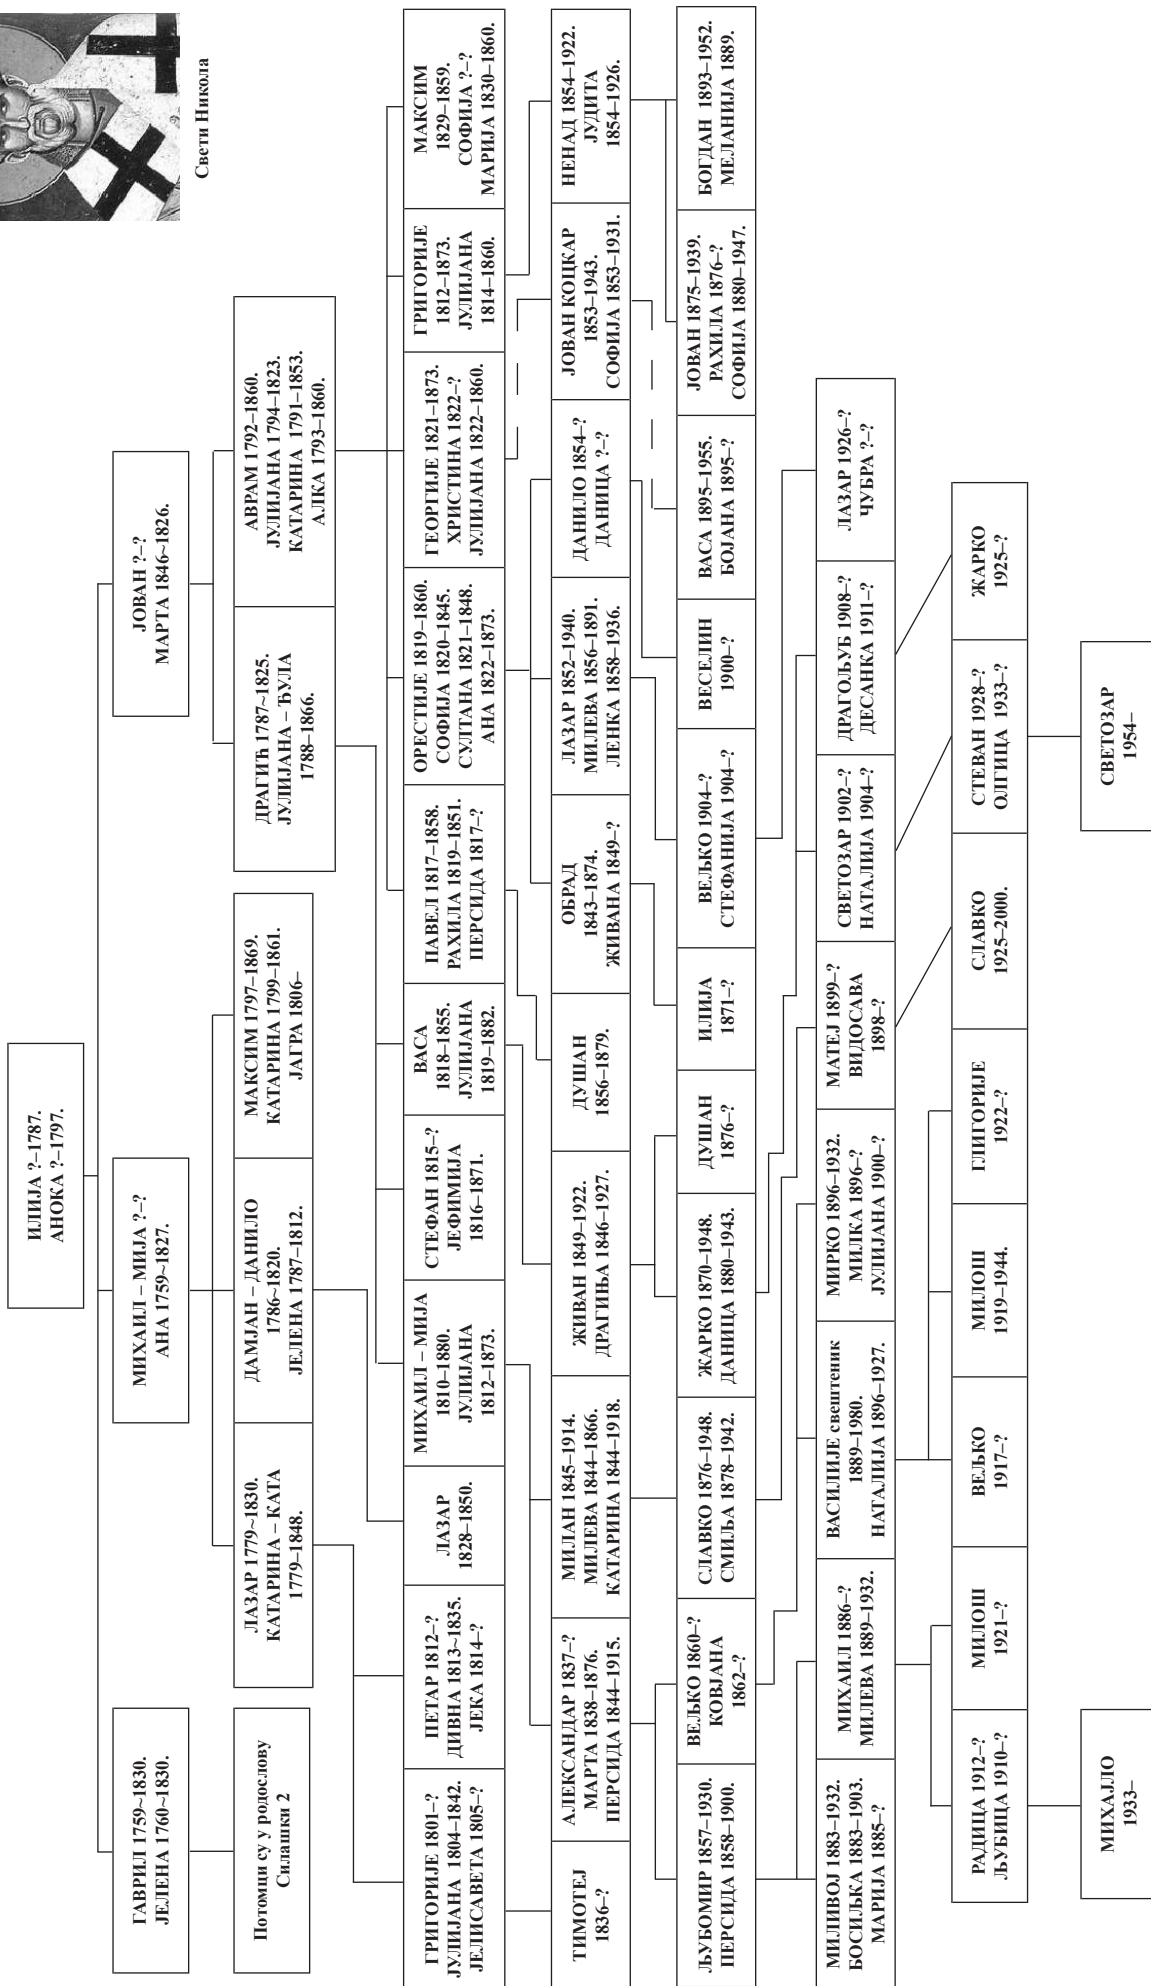 Свети Никола
ИЛИЈА ?–1787.
АНОКА ?–1797.
ГАВРИЛ 1759~1830.
ЈЕЛЕНА 1760~1830.
МИХАИЛ – МИЈА ?–?
АНА 1759~1827.
ЈОВАН ?–?
МАРТА 1846~1826.
Потомци су у родослову
Силашки 2
ЛАЗАР 1779~1830.
КАТАРИНА – КАТА
1779–1848.
ДАМЈАН – ДАНИЛО
1786~1820.
ЈЕЛЕНА 1787–1812.
МАКСИМ 1797–1869.
КАТАРИНА 1799–1861.
ЈАГРА 1806–
ДРАГИЋ 1787~1825.
ЈУЛИЈАНА – ЂУЛА
1788–1866.
АВРАМ 1792–1860.
ЈУЛИЈАНА 1794–1823.
КАТАРИНА 1791–1853.
АЛКА 1793–1860.
ГРИГОРИЈЕ 1801–?
ЈУЛИЈАНА 1804–1842.
ЈЕЛИСАВЕТА 1805–?
ПЕТАР 1812–?
ДИВНА 1813~1835.
ЈЕКА 1814–?
ЛАЗАР
1828–1850.
МИХАИЛ – МИЈА
1810–1880.
ЈУЛИЈАНА
1812–1873.
СТЕФАН 1815–?
ЈЕФИМИЈА
1816–1871.
ВАСА
1818–1855.
ЈУЛИЈАНА
1819–1882.
ПАВЕЛ 1817–1858.
РАХИЛА 1819–1851.
ПЕРСИДА 1817–?
ОРЕСТИЈЕ 1819–1860.
СОФИЈА 1820–1845.
СУЛТАНА 1821–1848.
АНА 1822–1873.
ГЕОРГИЈЕ 1821–1873.
ХРИСТИНА 1822–?
ЈУЛИЈАНА 1822–1860.
ГРИГОРИЈЕ
1812–1873.
ЈУЛИЈАНА
1814–1860.
МАКСИМ
1829–1859.
СОФИЈА ?–?
МАРИЈА 1830–1860.
ТИМОТЕЈ
1836–?
АЛЕКСАНДАР 1837–?
МАРТА 1838–1876.
ПЕРСИДА 1844–1915.
МИЛАН 1845–1914.
МИЛЕВА 1844–1866.
КАТАРИНА 1844–1918.
ЖИВАН 1849–1922.
ДРАГИЊА 1846–1927.
ДУШАН
1856–1879.
ОБРАД
1843–1874.
ЖИВАНА 1849–?
ЛАЗАР 1852–1940.
МИЛЕВА 1856–1891.
ЛЕНКА 1858–1936.
ДАНИЛО 1854–?
ДАНИЦА ?–?
ЈОВАН КОЦКАР
1853–1943.
СОФИЈА 1853–1931.
НЕНАД 1854–1922.
ЈУДИТА
1854–1926.
ЉУБОМИР 1857–1930.
ПЕРСИДА 1858–1900.
ВЕЉКО 1860–?
КОВЈАНА
1862–?
СЛАВКО 1876–1948.
СМИЉА 1878–1942.
ЖАРКО 1870–1948.
ДАНИЦА 1880–1943.
ДУШАН
1876–?
ИЛИЈА
1871–?
ВЕЉКО 1904–?
СТЕФАНИЈА 1904–?
ВЕСЕЛИН
1900–?
ВАСА 1895–1955.
БОЈАНА 1895–?
ЈОВАН 1875–1939.
РАХИЛА 1876–?
СОФИЈА 1880–1947.
БОГДАН 1893–1952.
МЕЛАНИЈА 1889.
МИЛИВОЈ 1883–1932.
БОСИЉКА 1883–1903.
МАРИЈА 1885–?
МИХАИЛ 1886–?
МИЛЕВА 1889–1932.
ВАСИЛИЈЕ свештеник
1889–1980.
НАТАЛИЈА 1896–1927.
МИРКО 1896–1932.
МИЛКА 1896–?
ЈУЛИЈАНА 1900–?
МАТЕЈ 1899–?
ВИДОСАВА
1898–?
СВЕТОЗАР 1902–?
НАТАЛИЈА 1904–?
ДРАГОЉУБ 1908–?
ДЕСАНКА 1911–?
ЛАЗАР 1926–?
ЧУБРА ?–?
РАДИЦА 1912–?
ЉУБИЦА 1910–?
МИЛОШ
1921–?
ВЕЉКО
1917–?
МИЛОШ
1919–1944.
ГЛИГОРИЈЕ
1922–?
СЛАВКО
1925–2000.
СТЕВАН 1928–?
ОЛГИЦА 1933–?
ЖАРКО
1925–?
МИХАЈЛО
1933–
СВЕТОЗАР
1954–